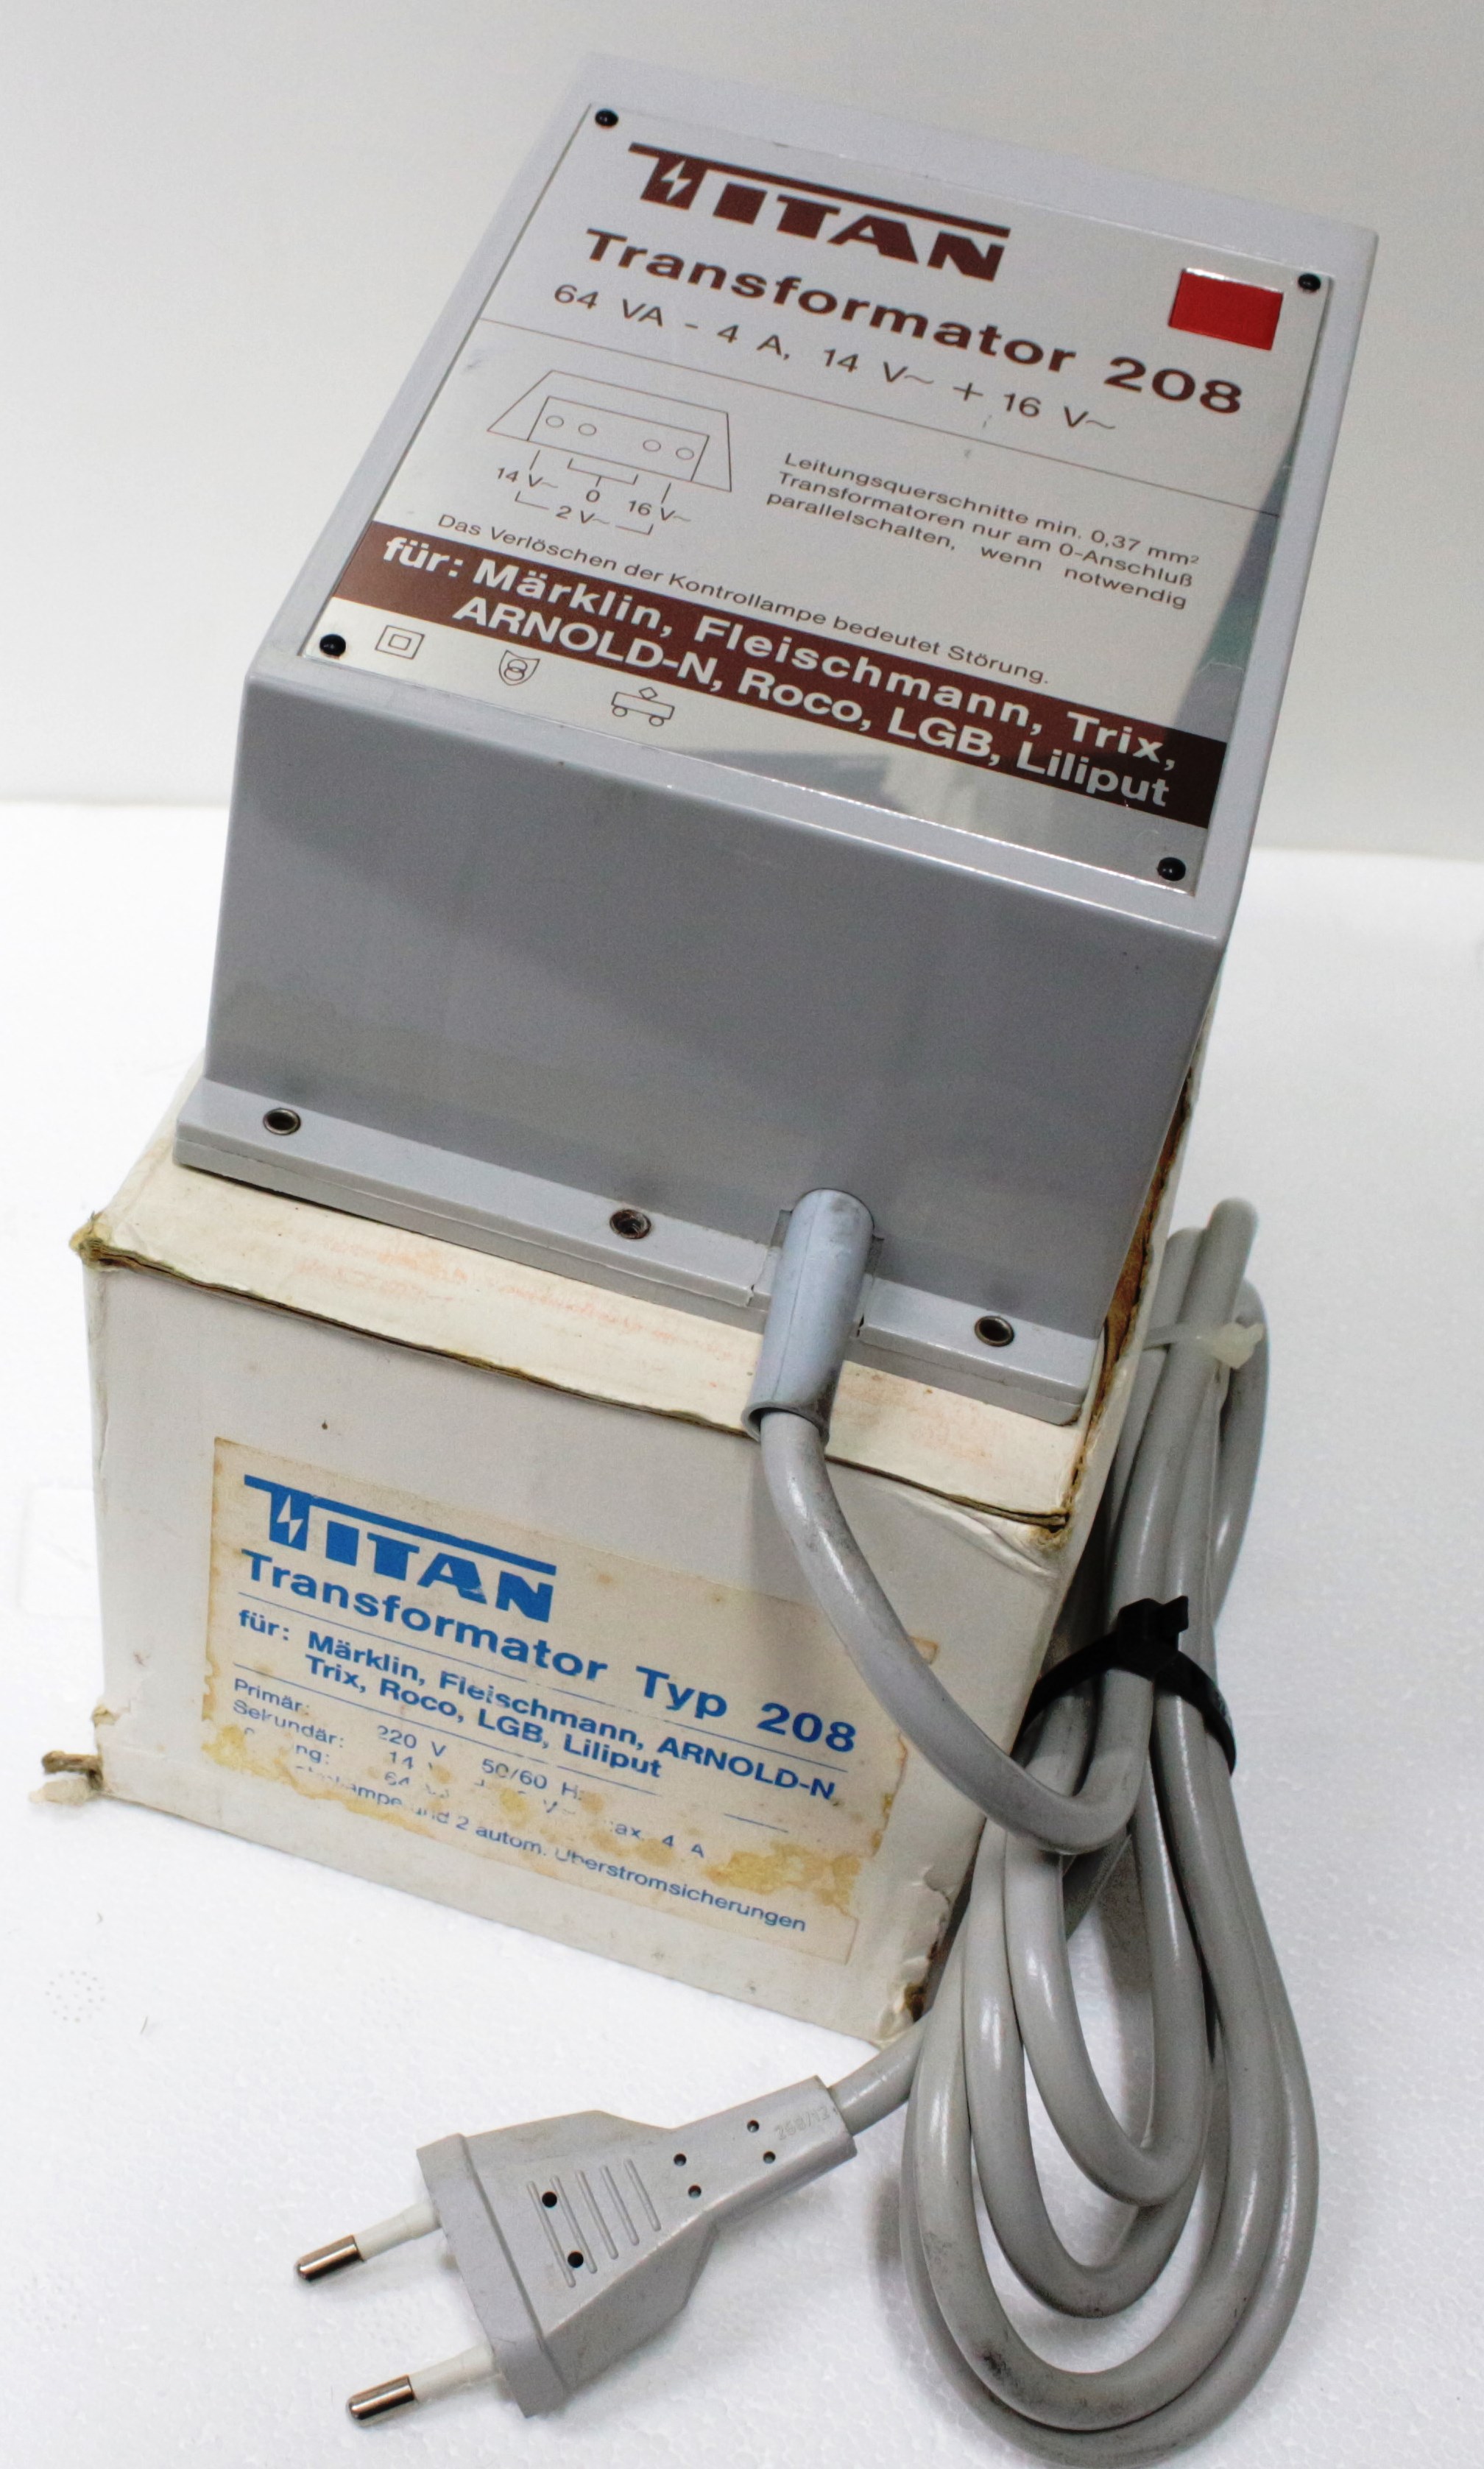 TITAN
Transformator 208
64 VA - 4 A, 14 V~ + 16 V~
14 V~ 0 16 V~
2 V~
Leitungsquerschnitte min. 0,37 mm²
Transformatoren nur am 0-Anschluß
parallelschalten, wenn notwendig
Das Verlöschen der Kontrollampe bedeutet Störung.
für: Märklin, Fleischmann, Trix,
ARNOLD-N, Roco, LGB, Liliput
TITAN
Transformator Typ 208
für: Märklin, Fleischmann, ARNOLD-N
Trix, Roco, LGB, Liliput
Primär: 220 V 50/60 Hz
Sekundär: 14
4 A
und 2 autom. Überstromsicherungen